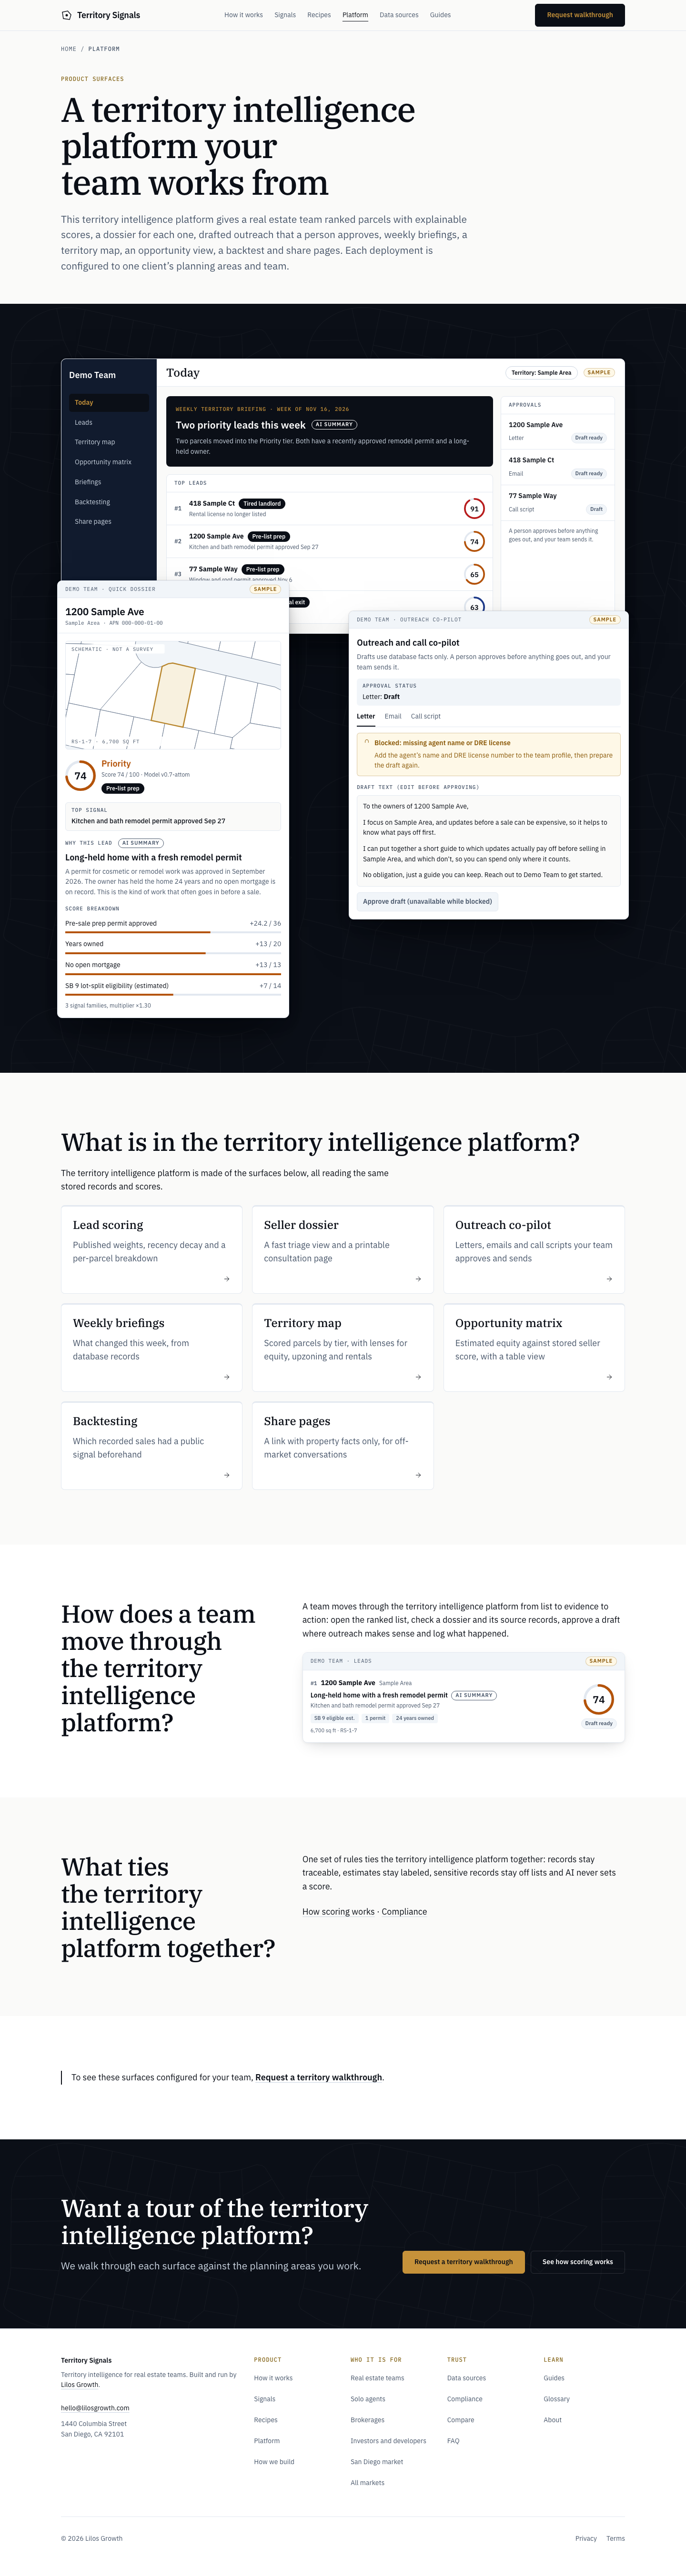 Territory Signals
How it works
Signals
Recipes
Platform
Data sources
Guides
Request walkthrough
HOME / PLATFORM
PRODUCT SURFACES
A territory intelligence
platform your
team works from
This territory intelligence platform gives a real estate team ranked parcels with explainable
scores, a dossier for each one, drafted outreach that a person approves, weekly briefings, a
territory map, an opportunity view, a backtest and share pages. Each deployment is
configured to one client's planning areas and team.
Demo Team
Today
Leads
Territory map
Opportunity matrix
Briefings
Backtesting
Share pages
Today
Territory: Sample Area
SAMPLE
WEEKLY TERRITORY BRIEFING · WEEK OF NOV 16, 2026
Two priority leads this week AI SUMMARY
Two parcels moved into the Priority tier. Both have a recently approved remodel permit and a long-
held owner.
TOP LEADS
#1 418 Sample Ct Tired landlord
Rental license no longer listed
91
#2 1200 Sample Ave Pre-list prep
Kitchen and bath remodel permit approved Sep 27
74
#3 77 Sample Way Pre-list prep
Window and roof permit approved Nov 6
65
al exit
63
APPROVALS
1200 Sample Ave
Letter Draft ready
418 Sample Ct
Email Draft ready
77 Sample Way
Call script Draft
A person approves before anything
goes out, and your team sends it.
DEMO TEAM · QUICK DOSSIER SAMPLE
1200 Sample Ave
Sample Area · APN 000-000-01-00
SCHEMATIC · NOT A SURVEY
RS-1-7 · 6,700 SQ FT
74
Priority
Score 74 / 100 · Model v0.7-attom
Pre-list prep
TOP SIGNAL
Kitchen and bath remodel permit approved Sep 27
WHY THIS LEAD AI SUMMARY
Long-held home with a fresh remodel permit
A permit for cosmetic or remodel work was approved in September
2026. The owner has held the home 24 years and no open mortgage is
on record. This is the kind of work that often goes in before a sale.
SCORE BREAKDOWN
Pre-sale prep permit approved +24.2 / 36
Years owned +13 / 20
No open mortgage +13 / 13
SB 9 lot-split eligibility (estimated) +7 / 14
3 signal families, multiplier ×1.30
DEMO TEAM · OUTREACH CO-PILOT SAMPLE
Outreach and call co-pilot
Drafts use database facts only. A person approves before anything goes out, and your
team sends it.
APPROVAL STATUS
Letter: Draft
Letter Email Call script
Blocked: missing agent name or DRE license
Add the agent's name and DRE license number to the team profile, then prepare
the draft again.
DRAFT TEXT (EDIT BEFORE APPROVING)
To the owners of 1200 Sample Ave,
I focus on Sample Area, and updates before a sale can be expensive, so it helps to
know what pays off first.
I can put together a short guide to which updates actually pay off before selling in
Sample Area, and which don't, so you can spend only where it counts.
No obligation, just a guide you can keep. Reach out to Demo Team to get started.
Approve draft (unavailable while blocked)
What is in the territory intelligence platform?
The territory intelligence platform is made of the surfaces below, all reading the same
stored records and scores.
Lead scoring
Published weights, recency decay and a
per-parcel breakdown
→
Seller dossier
A fast triage view and a printable
consultation page
→
Outreach co-pilot
Letters, emails and call scripts your team
approves and sends
→
Weekly briefings
What changed this week, from
database records
→
Territory map
Scored parcels by tier, with lenses for
equity, upzoning and rentals
→
Opportunity matrix
Estimated equity against stored seller
score, with a table view
→
Backtesting
Which recorded sales had a public
signal beforehand
→
Share pages
A link with property facts only, for off-
market conversations
→
How does a team
move through
the territory
intelligence
platform?
A team moves through the territory intelligence platform from list to evidence to
action: open the ranked list, check a dossier and its source records, approve a draft
where outreach makes sense and log what happened.
DEMO TEAM · LEADS SAMPLE
#1 1200 Sample Ave Sample Area
Long-held home with a fresh remodel permit AI SUMMARY
Kitchen and bath remodel permit approved Sep 27
SB 9 eligible est. 1 permit 24 years owned
6,700 sq ft · RS-1-7
74
Draft ready
What ties
the territory
intelligence
platform together?
One set of rules ties the territory intelligence platform together: records stay
traceable, estimates stay labeled, sensitive records stay off lists and AI never sets
a score.
How scoring works · Compliance
To see these surfaces configured for your team, Request a territory walkthrough.
Want a tour of the territory
intelligence platform?
We walk through each surface against the planning areas you work.
Request a territory walkthrough
See how scoring works
Territory Signals
Territory intelligence for real estate teams. Built and run by
Lilos Growth.
hello@lilosgrowth.com
1440 Columbia Street
San Diego, CA 92101
PRODUCT
How it works
Signals
Recipes
Platform
How we build
WHO IT IS FOR
Real estate teams
Solo agents
Brokerages
Investors and developers
San Diego market
All markets
TRUST
Data sources
Compliance
Compare
FAQ
LEARN
Guides
Glossary
About
© 2026 Lilos Growth
Privacy
Terms